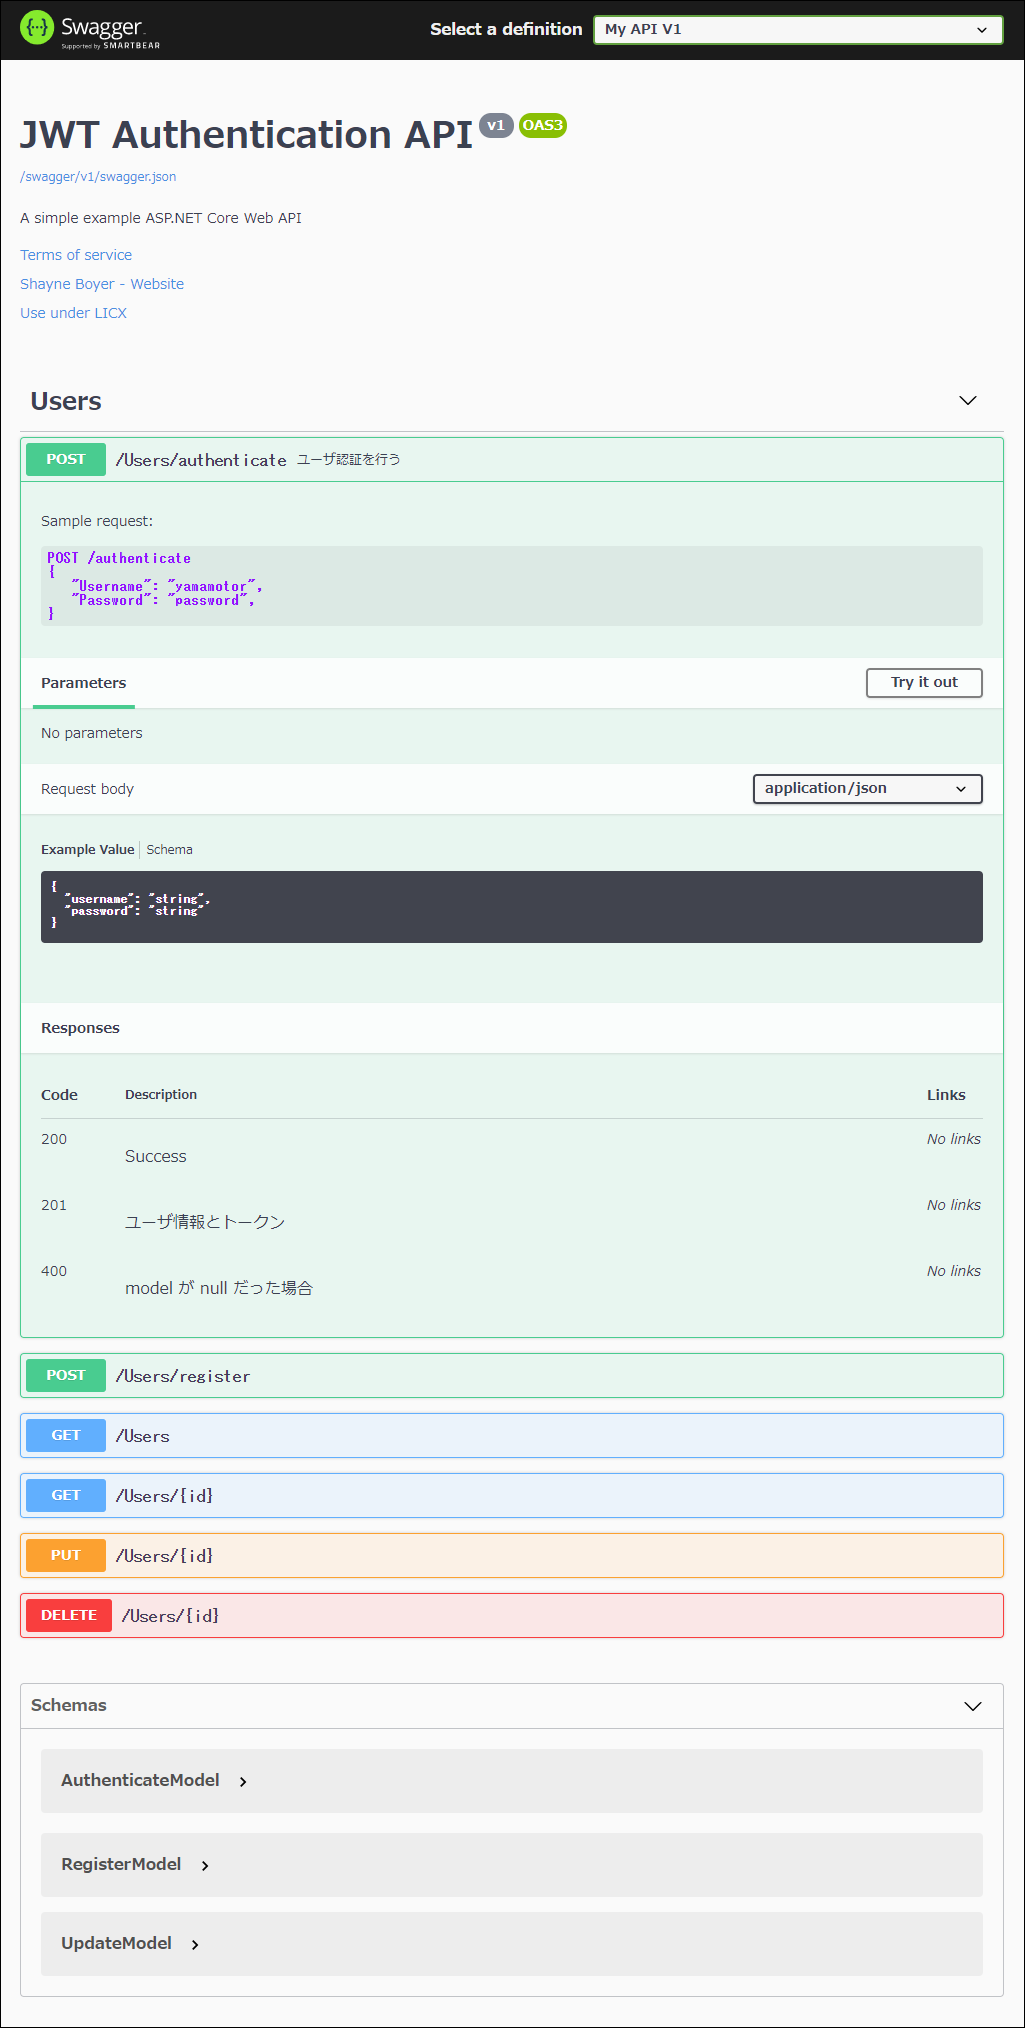 Swagger
Supported by SMARTBEAR
Select a definition
My API V1
JWT Authentication API v1 OAS3
/swagger/v1/swagger.json
A simple example ASP.NET Core Web API
Terms of service
Shayne Boyer - Website
Use under LICX
Users
POST /Users/authenticate ユーザ認証を行う
Sample request:
POST /authenticate
{
"Username": "yamamotor",
"Password": "password",
}
Parameters
Try it out
No parameters
Request body
application/json
Example Value Schema
{
"username": "string",
"password": "string"
}
Responses
Code Description Links
200 Success No links
201 ユーザ情報とトークン No links
400 model が null だった場合 No links
POST /Users/register
GET /Users
GET /Users/{id}
PUT /Users/{id}
DELETE /Users/{id}
Schemas
AuthenticateModel
RegisterModel
UpdateModel